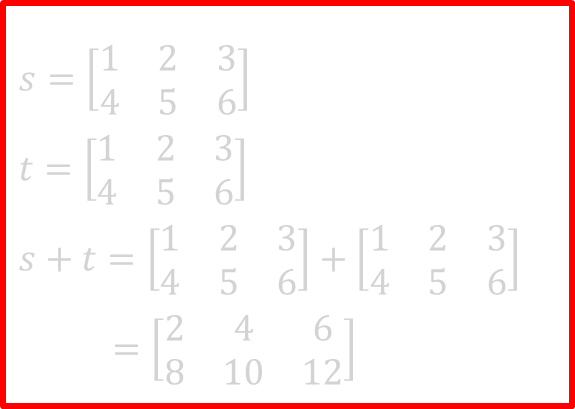 s = [1 2 3
4 5 6]
t = [1 2 3
4 5 6]
s + t = [1 2 3
4 5 6] + [1 2 3
4 5 6]
= [2 4 6
8 10 12]